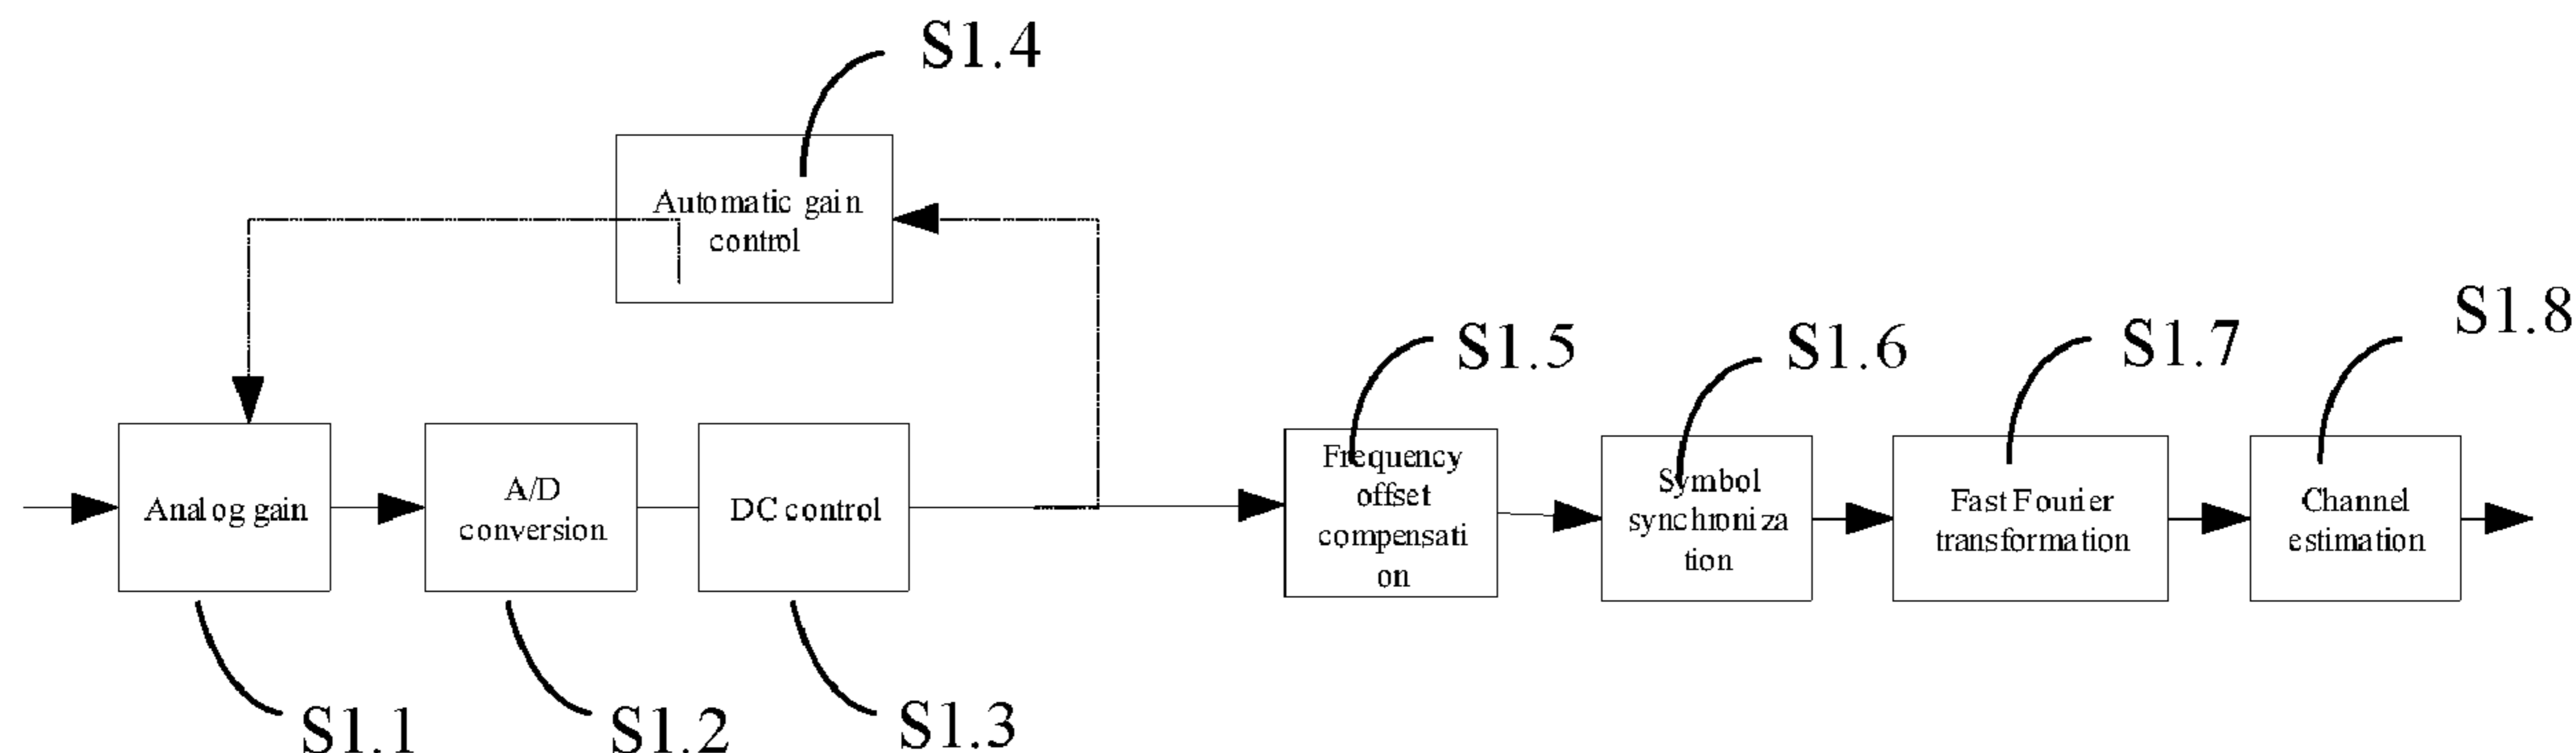 S1.4
Automatic gain
control
S1.5
S1.6
S1.7
S1.8
Analog gain
A/D
conversion
DC control
Frequency
offset
compensati
on
Symbol
synchroniza
tion
Fast Fourier
transformation
Channel
estimation
S1.1
S1.2
S1.3